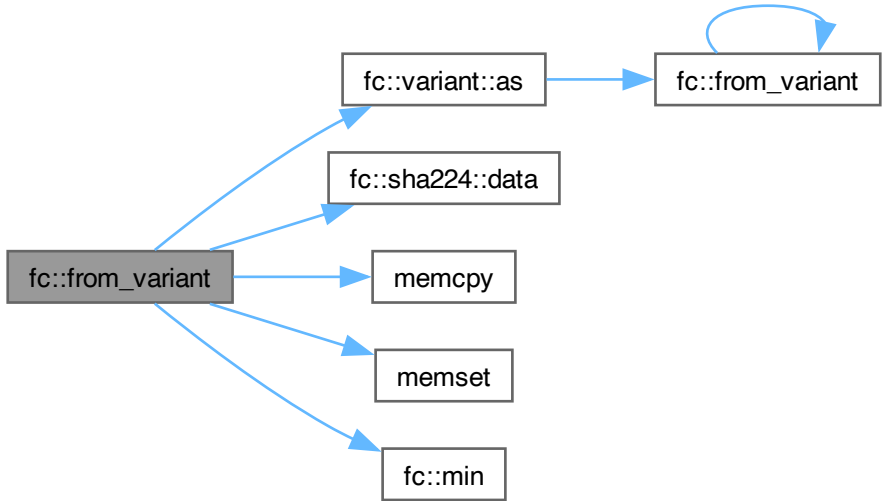 fc::variant::as
fc::from_variant
fc::sha224::data
fc::from_variant
memcpy
memset
fc::min